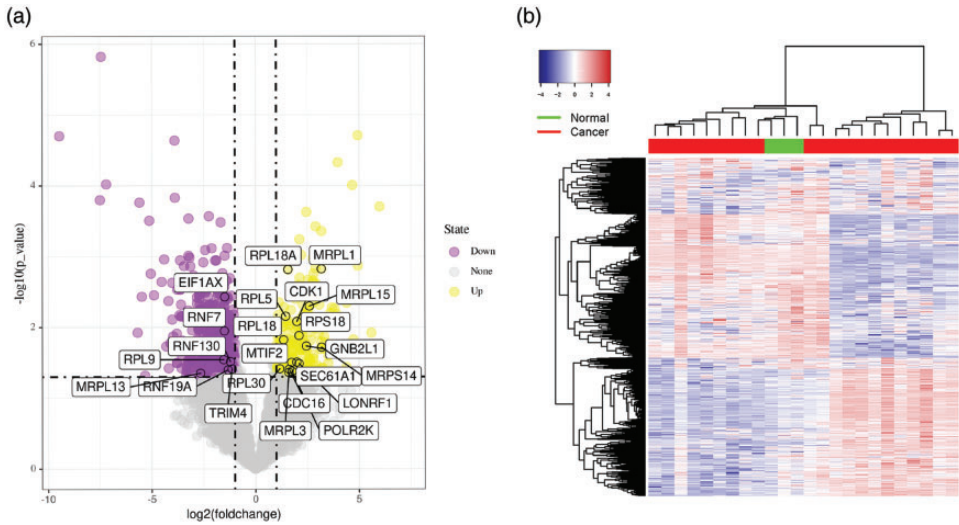 (a)
6
4
2
0
-log10(p_value)
RPL18A
MRPL1
EIF1AX
CDK1
MRPL15
RPL5
RNF7
RPL18
RPS18
RNF130
MTIF2
GNB2L1
RPL9
MRPL13
RNF19A
RPL30
SEC61A1
MRPS14
TRIM4
CDC16
LONRF1
MRPL3
POLR2K
-10
-5
0
5
log2(foldchange)
State
Down
None
Up
(b)
-4 -2 0 2 4
Normal
Cancer